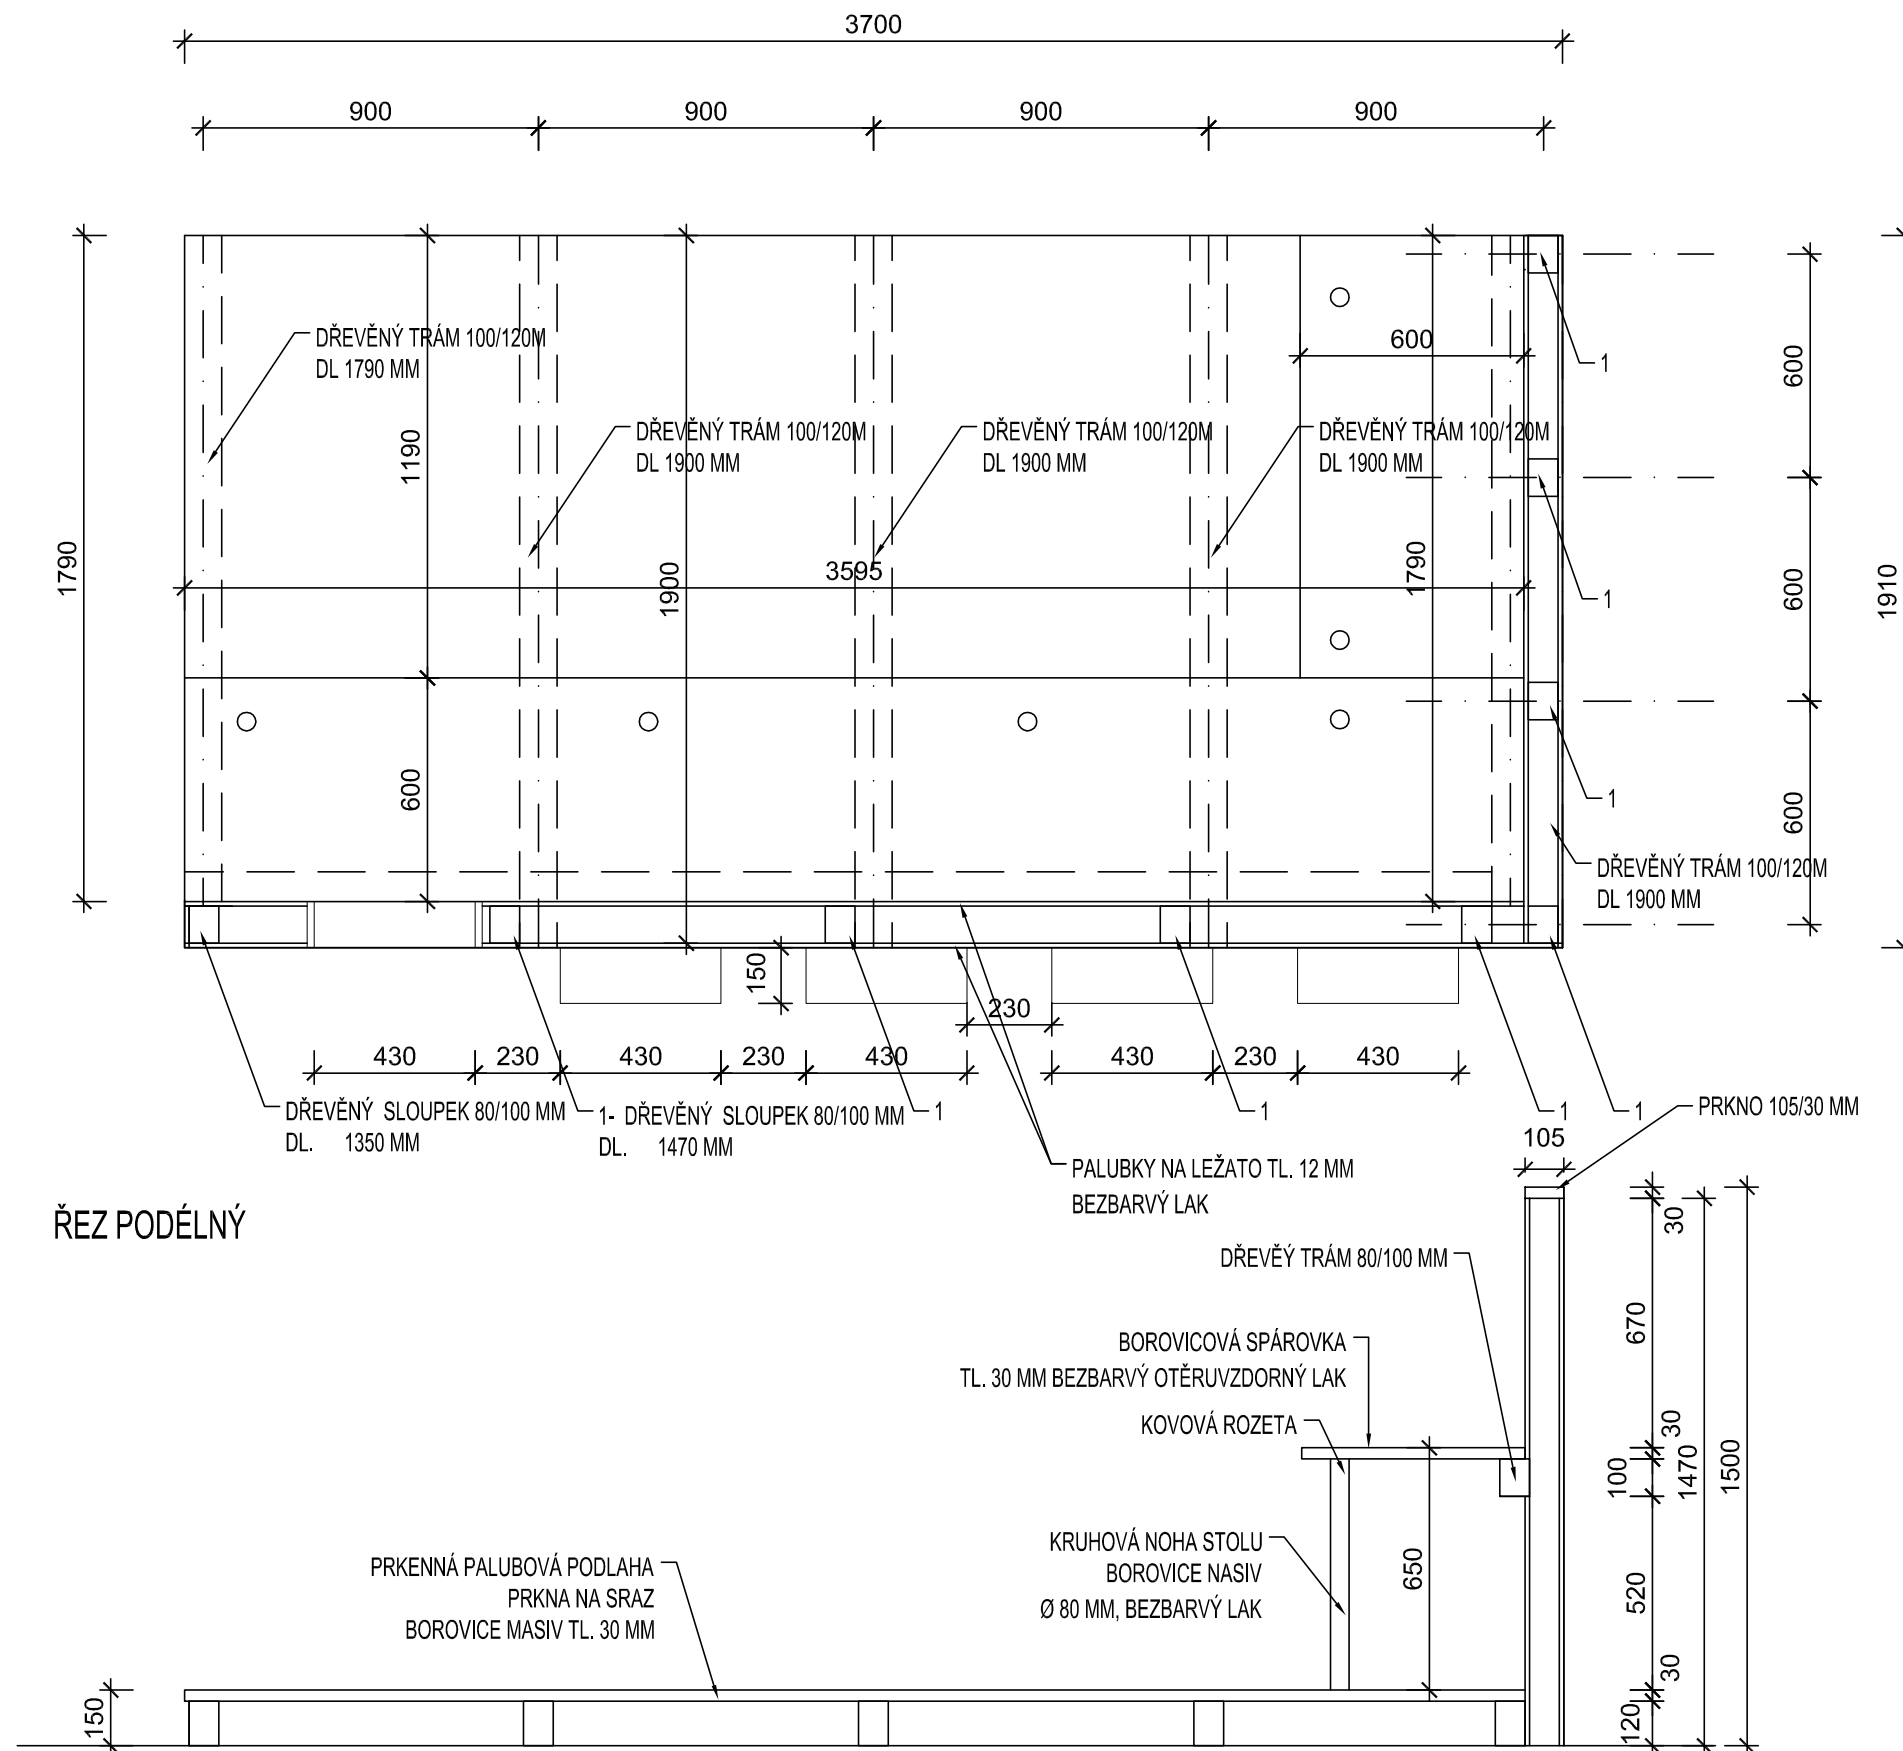 3700
900 900 900 900
DŘEVĚNÝ TRÁM 100/120M
DL 1790 MM
600
1
600
DŘEVĚNÝ TRÁM 100/120M
DL 1900 MM
DŘEVĚNÝ TRÁM 100/120M
DL 1900 MM
DŘEVĚNÝ TRÁM 100/120M
DL 1900 MM
1190
1790
1900
3595
1790
1
600
1910
600
1
600
DŘEVĚNÝ TRÁM 100/120M
DL 1900 MM
150
230
430 230 430 230 430 430 230 430
DŘEVĚNÝ SLOUPEK 80/100 MM
DL. 1350 MM
1- DŘEVĚNÝ SLOUPEK 80/100 MM
DL. 1470 MM
1
1
1
1
PRKNO 105/30 MM
105
PALUBKY NA LEŽATO TL. 12 MM
BEZBARVÝ LAK
ŘEZ PODÉLNÝ
30
DŘEVĚÝ TRÁM 80/100 MM
670
BOROVICOVÁ SPÁROVKA
TL. 30 MM BEZBARVÝ OTĚRUVZDORNÝ LAK
KOVOVÁ ROZETA
30
100
1470
1500
KRUHOVÁ NOHA STOLU
BOROVICE NASIV
Ø 80 MM, BEZBARVÝ LAK
650
520
PRKENNÁ PALUBOVÁ PODLAHA
PRKNA NA SRAZ
BOROVICE MASIV TL. 30 MM
30
150
120